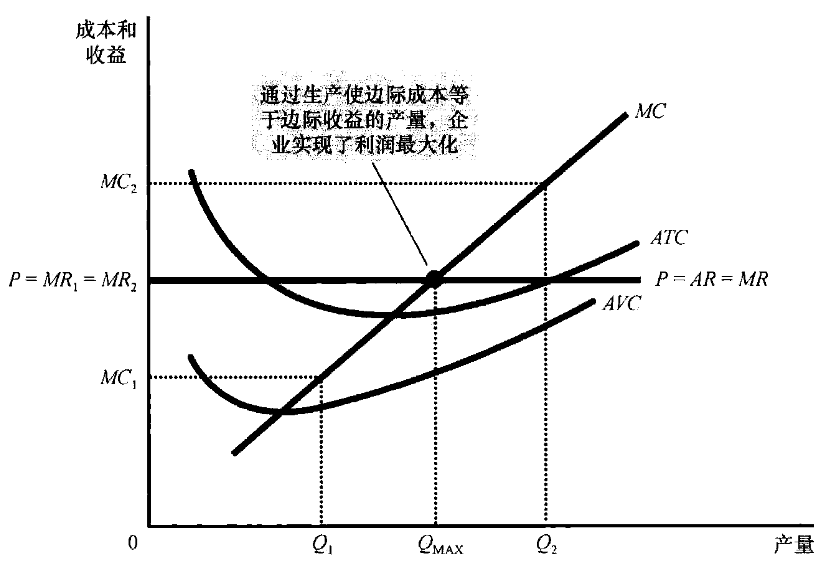 成本和
收益
通过生产使边际成本等
于边际收益的产量，企
业实现了利润最大化
MC
MC₂
ATC
P = MR₁ = MR₂
P = AR = MR
AVC
MC₁
0
Q₁
Q_MAX
Q₂
产量